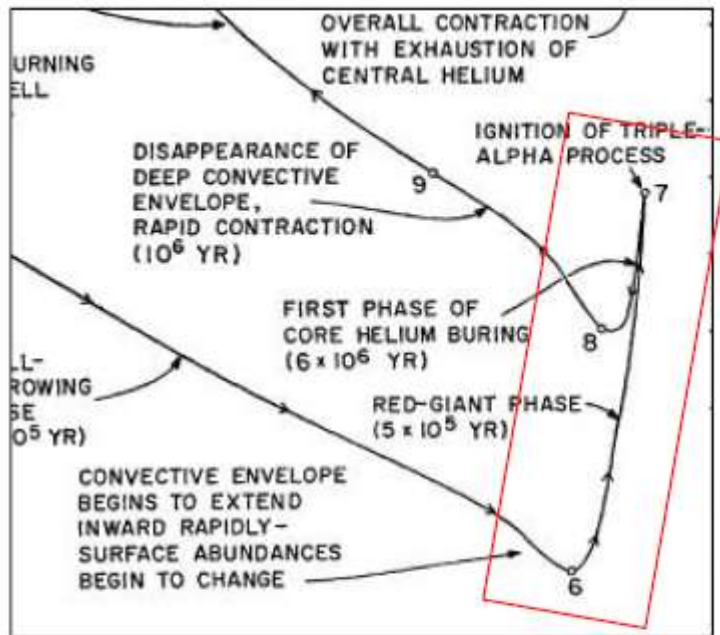 OVERALL CONTRACTION
WITH EXHAUSTION OF
CENTRAL HELIUM
URNING
ELL
IGNITION OF TRIPLE-
ALPHA PROCESS
7
DISAPPEARANCE OF
DEEP CONVECTIVE
ENVELOPE,
RAPID CONTRACTION
(10⁶ YR)
9
FIRST PHASE OF
CORE HELIUM BURING
(6 x 10⁶ YR)
8
LL-
ROWING
SE
0⁵ YR)
RED-GIANT PHASE
(5 x 10⁵ YR)
CONVECTIVE ENVELOPE
BEGINS TO EXTEND
INWARD RAPIDLY-
SURFACE ABUNDANCES
BEGIN TO CHANGE
6